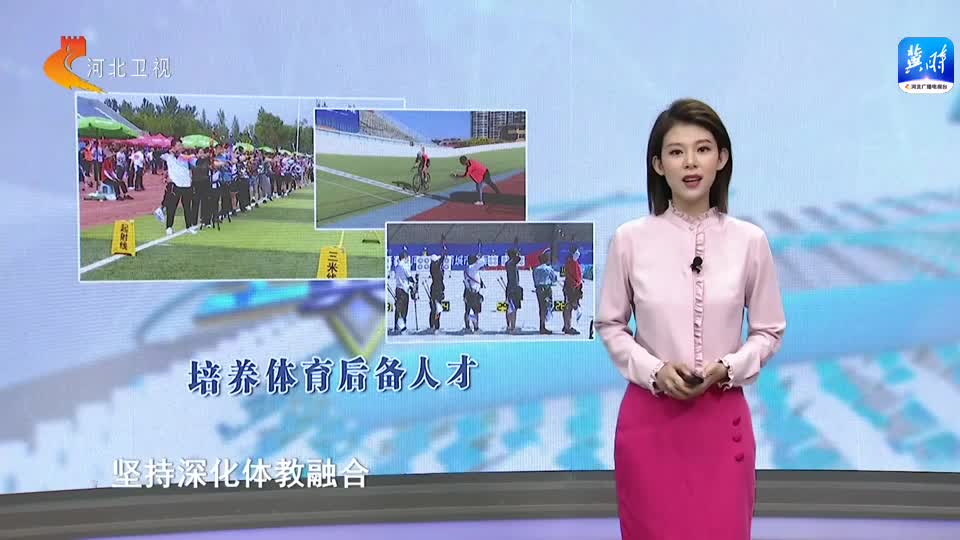 河北卫视
冀时
河北广播电视台
起射线
三米线
培养体育后备人才
坚持深化体教融合